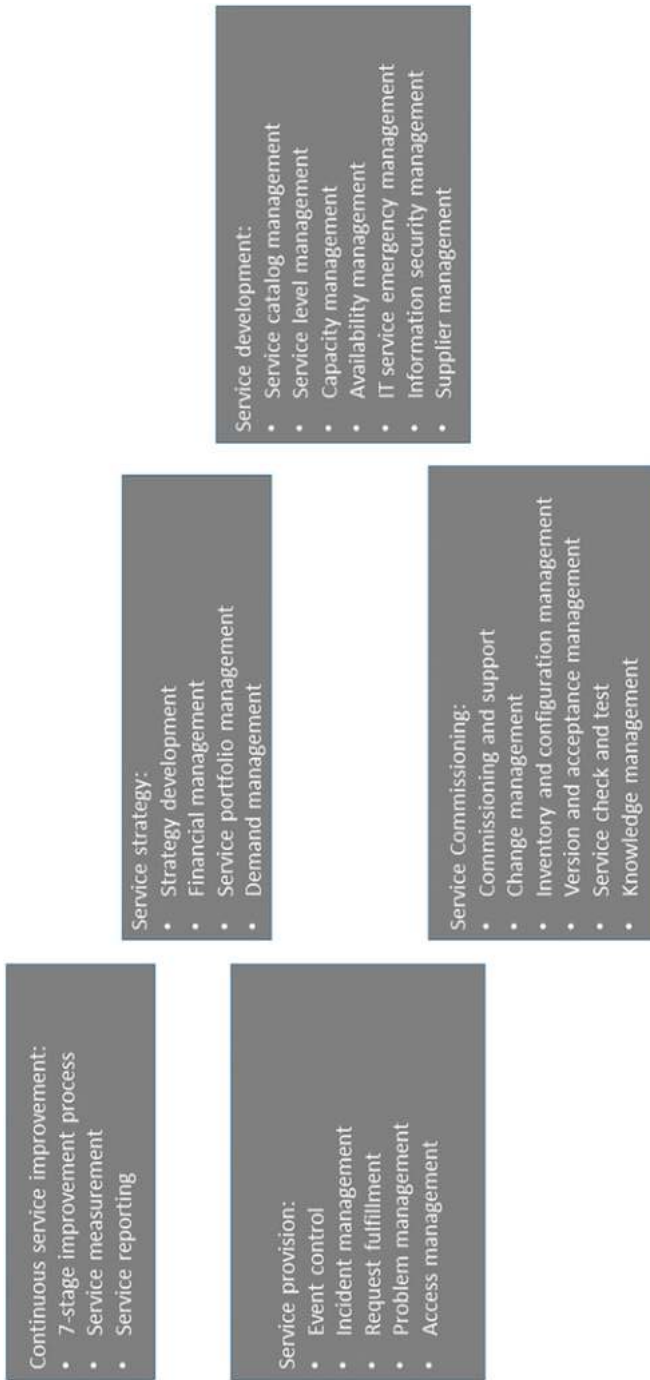 Continuous service improvement:
• 7-stage improvement process
• Service measurement
• Service reporting
Service strategy:
• Strategy development
• Financial management
• Service portfolio management
• Demand management
Service development:
• Service catalog management
• Service level management
• Capacity management
• Availability management
• IT service emergency management
• Information security management
• Supplier management
Service provision:
• Event control
• Incident management
• Request fulfillment
• Problem management
• Access management
Service Commissioning:
• Commissioning and support
• Change management
• Inventory and configuration management
• Version and acceptance management
• Service check and test
• Knowledge management